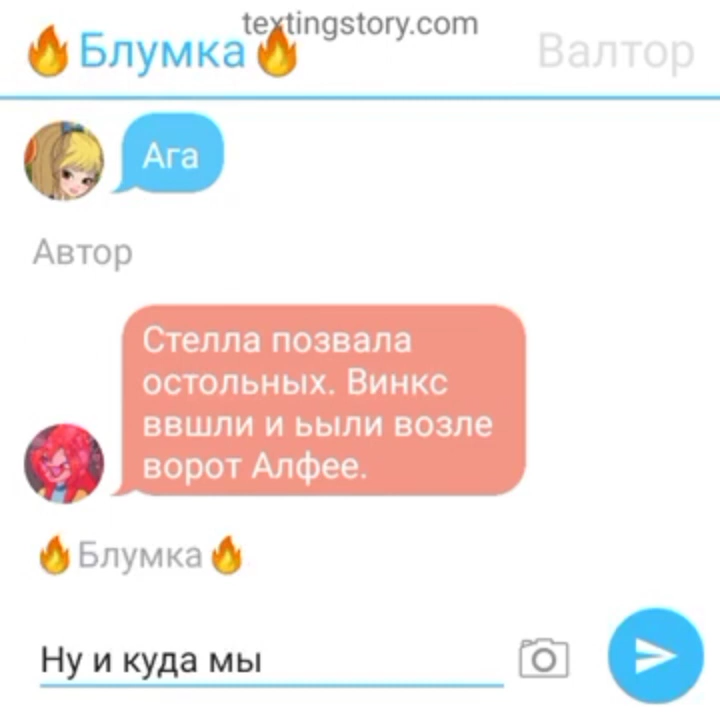 textingstory.com
🔥Блумка🔥 Валтор
Ага
Автор
Стелла позвала
остольных. Винкс
ввшли и ьыли возле
ворот Алфее.
🔥Блумка🔥
Ну и куда мы